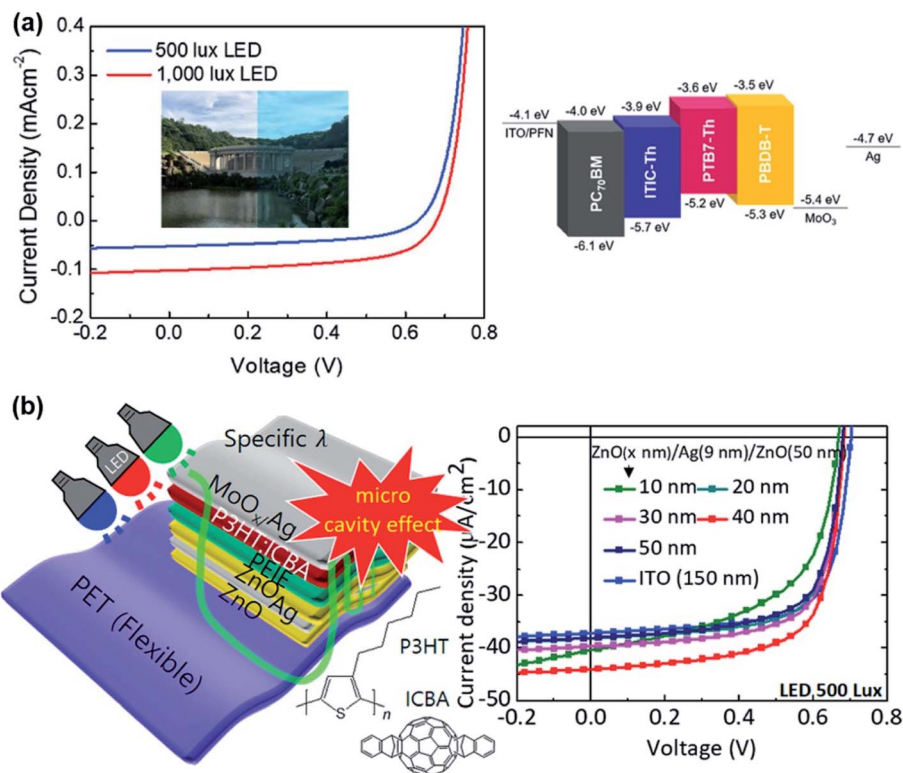 (a)
0.4
0.3
0.2
0.1
0.0
-0.1
-0.2
Current Density (mAcm⁻²)
500 lux LED
1,000 lux LED
-0.2
0.0
0.2
0.4
0.6
0.8
Voltage (V)
-4.1 eV
ITO/PFN
-4.0 eV
PC₇₀BM
-6.1 eV
-3.9 eV
ITIC-Th
-5.7 eV
-3.6 eV
PTB7-Th
-5.2 eV
-3.5 eV
PBDB-T
-5.3 eV
-5.4 eV
MoO₃
-4.7 eV
Ag
(b)
LED
Specific λ
MoOₓ/Ag
P3HT:ICBA
PEIE
ZnO
Ag
ZnO
PET (Flexible)
micro
cavity effect
P3HT
S
n
ICBA
0
-10
-20
-30
-40
-50
Current density (μA/cm²)
ZnO(x nm)/Ag(9 nm)/ZnO(50 nm)
10 nm
20 nm
30 nm
40 nm
50 nm
ITO (150 nm)
LED,500 Lux
-0.2
0.0
0.2
0.4
0.6
0.8
Voltage (V)